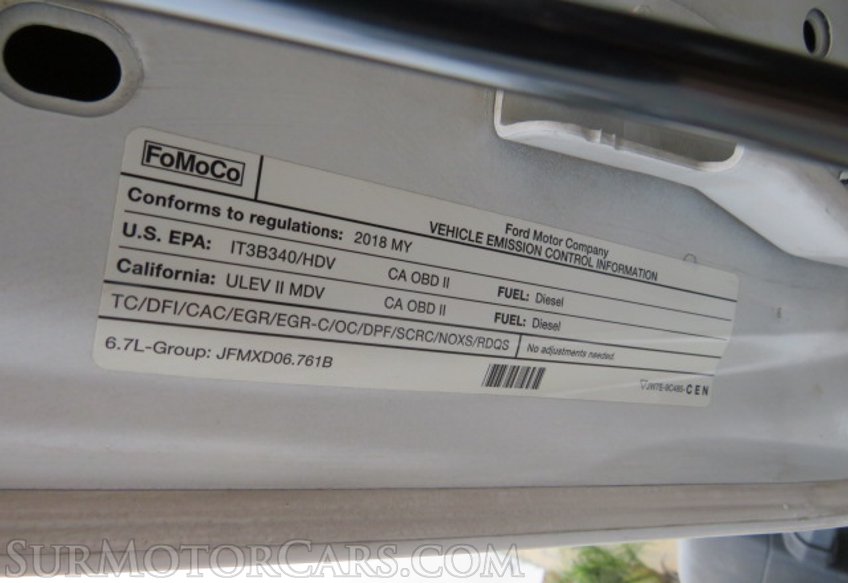 FoMoCo
Ford Motor Company
VEHICLE EMISSION CONTROL INFORMATION
Conforms to regulations: 2018 MY
U.S. EPA: IT3B340/HDV CA OBD II FUEL: Diesel
California: ULEV II MDV CA OBD II FUEL: Diesel
TC/DFI/CAC/EGR/EGR-C/OC/DPF/SCRC/NOXS/RDQS No adjustments needed.
6.7L-Group: JFMXD06.761B CEN
SurMotorCars.com